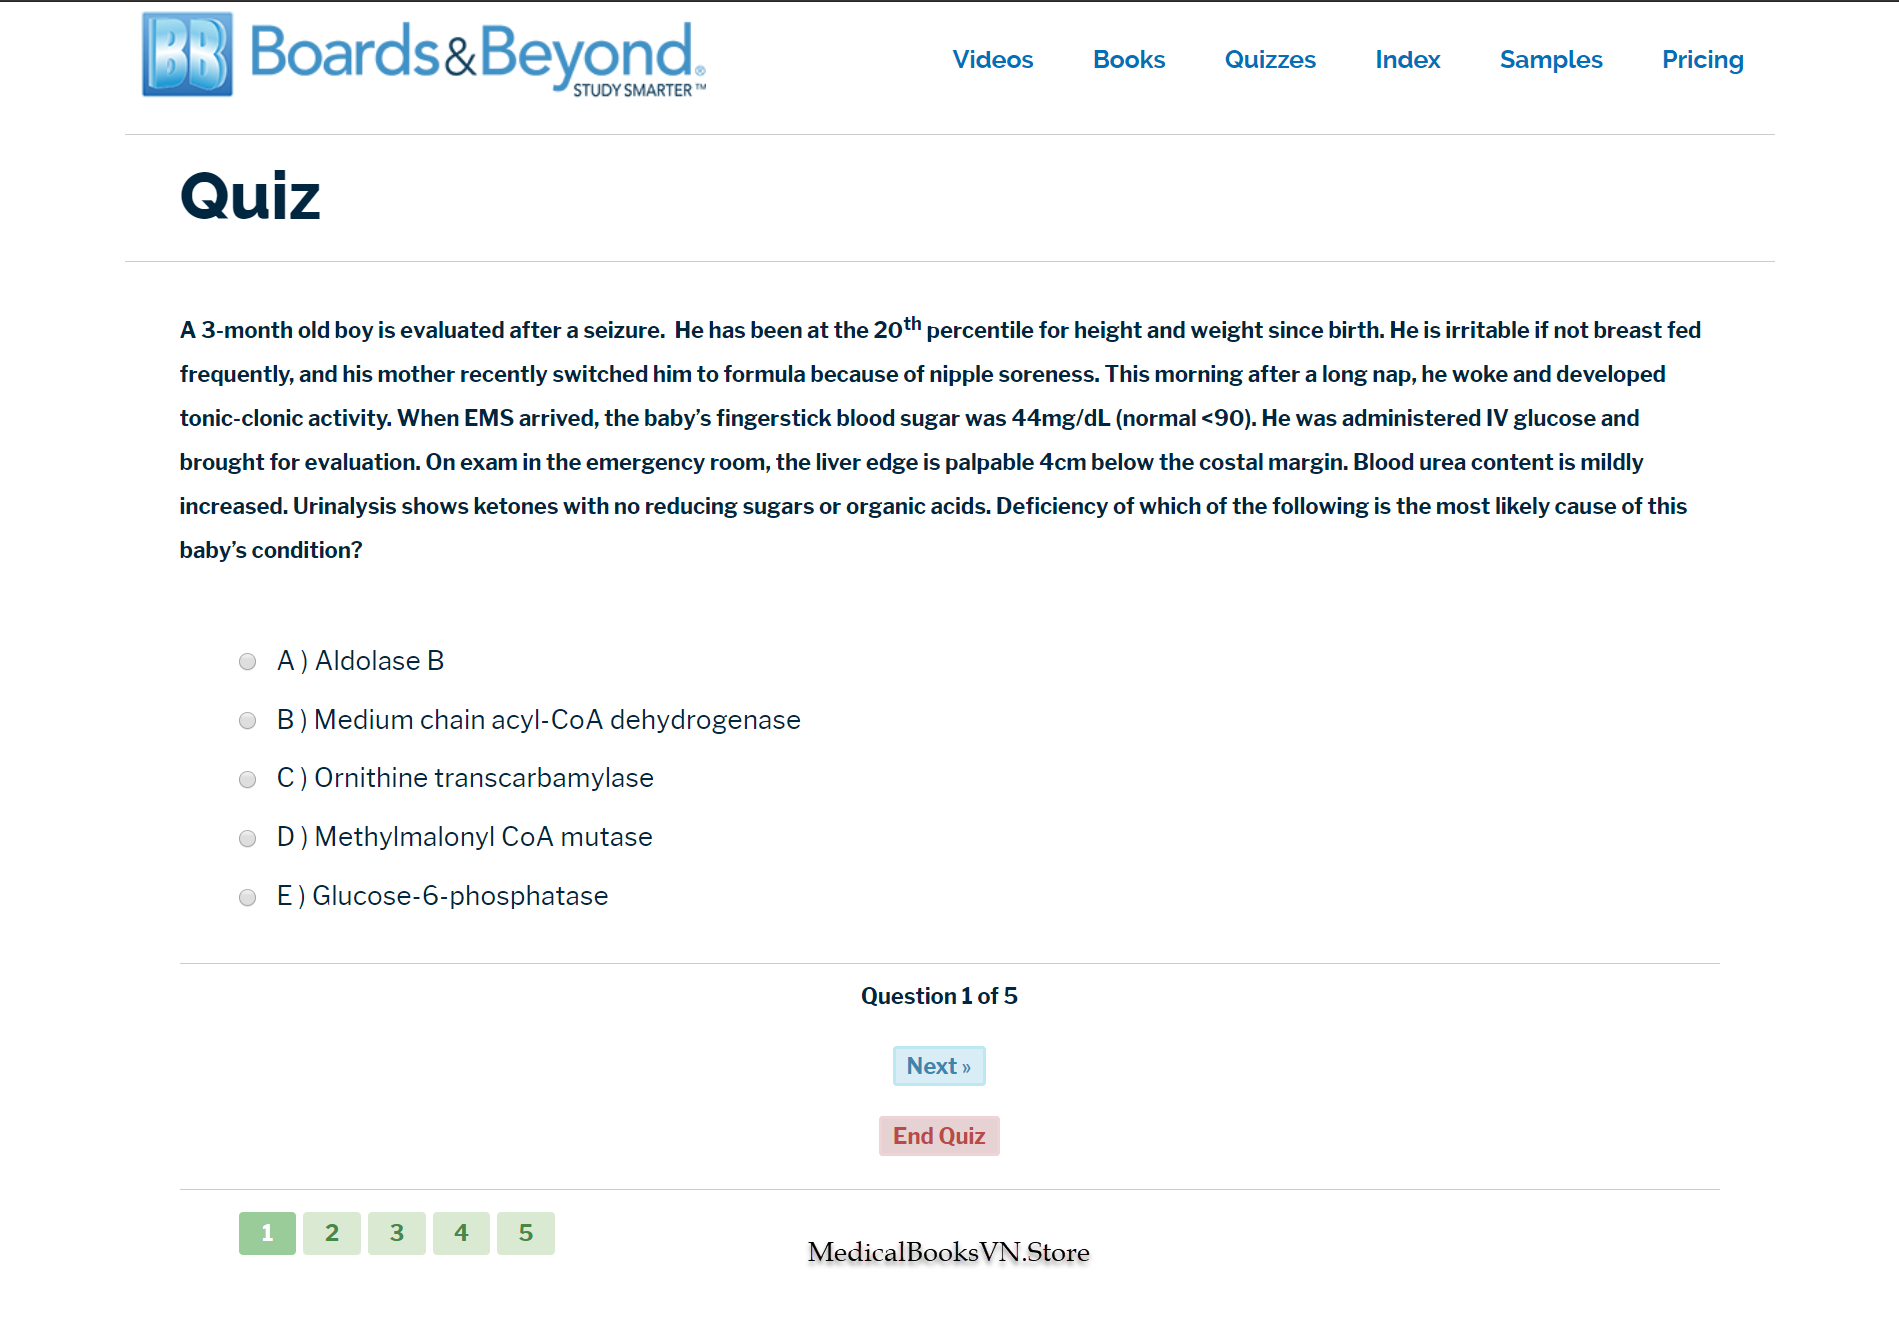 BB Boards&Beyond®
STUDY SMARTER™
Videos Books Quizzes Index Samples Pricing
Quiz
A 3-month old boy is evaluated after a seizure. He has been at the 20th percentile for height and weight since birth. He is irritable if not breast fed
frequently, and his mother recently switched him to formula because of nipple soreness. This morning after a long nap, he woke and developed
tonic-clonic activity. When EMS arrived, the baby’s fingerstick blood sugar was 44mg/dL (normal <90). He was administered IV glucose and
brought for evaluation. On exam in the emergency room, the liver edge is palpable 4cm below the costal margin. Blood urea content is mildly
increased. Urinalysis shows ketones with no reducing sugars or organic acids. Deficiency of which of the following is the most likely cause of this
baby’s condition?
A ) Aldolase B
B ) Medium chain acyl-CoA dehydrogenase
C ) Ornithine transcarbamylase
D ) Methylmalonyl CoA mutase
E ) Glucose-6-phosphatase
Question 1 of 5
Next »
End Quiz
1 2 3 4 5
MedicalBooksVN.Store